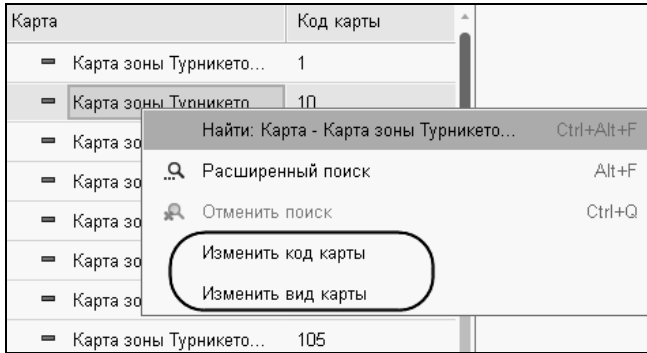 Карта Код карты
Карта зоны Турникето... 1
Карта зоны Турникето 10
Найти: Карта - Карта зоны Турникето... Ctrl+Alt+F
Карта зо
Расширенный поиск Alt+F
Карта зо
Отменить поиск Ctrl+Q
Карта зо
Изменить код карты
Карта зо
Изменить вид карты
Карта зо
Карта зоны Турникето... 105